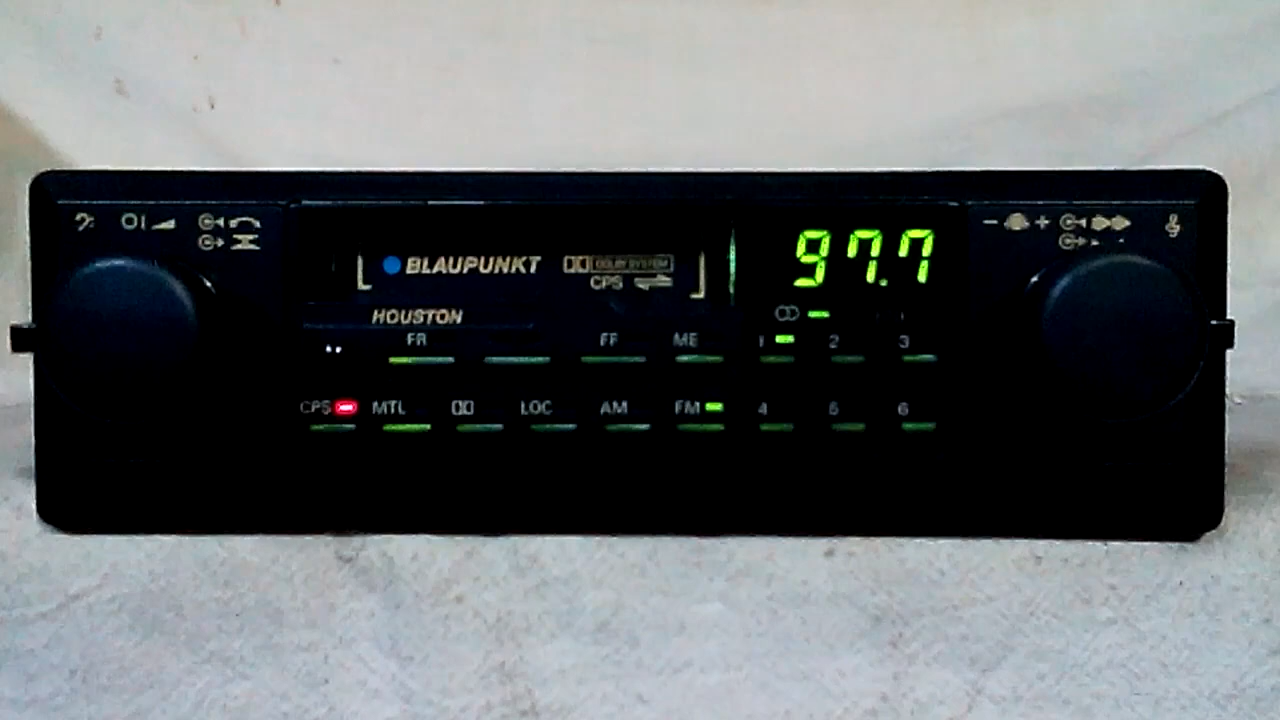 BLAUPUNKT DOLBY SYSTEM 97.7
CPS
HOUSTON
FR FF ME 1 2 3
CPS MTL LOC AM FM 4 5 6